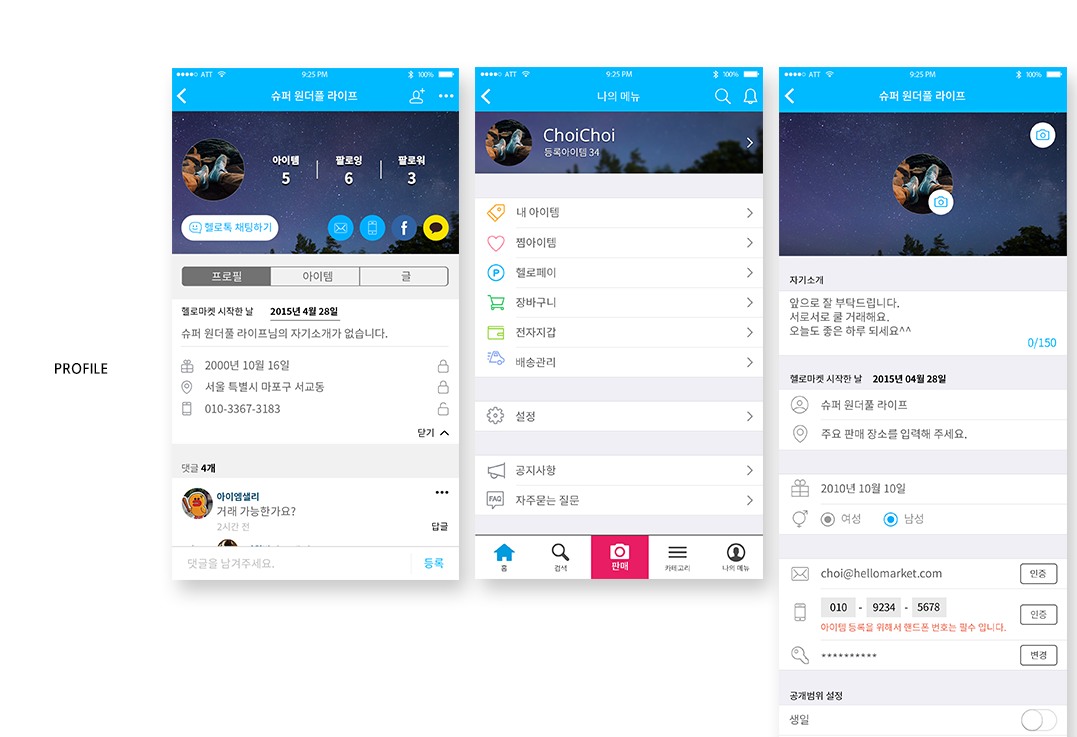 PROFILE
ATT
9:25 PM
100%
슈퍼 원더풀 라이프
아이템
팔로잉
팔로워
5
6
3
헬로톡 채팅하기
f
프로필
아이템
글
헬로마켓 시작한 날 2015년 4월 28일
슈퍼 원더풀 라이프님의 자기소개가 없습니다.
2000년 10월 16일
서울 특별시 마포구 서교동
010-3367-3183
닫기
댓글 4개
아이엠샐리
거래 가능한가요?
2시간 전
답글
댓글을 남겨주세요.
등록
ATT
9:25 PM
100%
나의 메뉴
ChoiChoi
등록아이템 34
내 아이템
찜아이템
P
헬로페이
장바구니
전자지갑
배송관리
설정
공지사항
FAQ
자주묻는 질문
홈
검색
판매
카테고리
나의 메뉴
ATT
9:25 PM
100%
슈퍼 원더풀 라이프
자기소개
앞으로 잘 부탁드립니다.
서로서로 쿨 거래해요.
오늘도 좋은 하루 되세요^^
0/150
헬로마켓 시작한 날 2015년 04월 28일
슈퍼 원더풀 라이프
주요 판매 장소를 입력해 주세요.
2010년 10월 10일
여성
남성
choi@hellomarket.com
인증
010 - 9234 - 5678
인증
아이템 등록을 위해서 핸드폰 번호는 필수 입니다.
**********
변경
공개범위 설정
생일